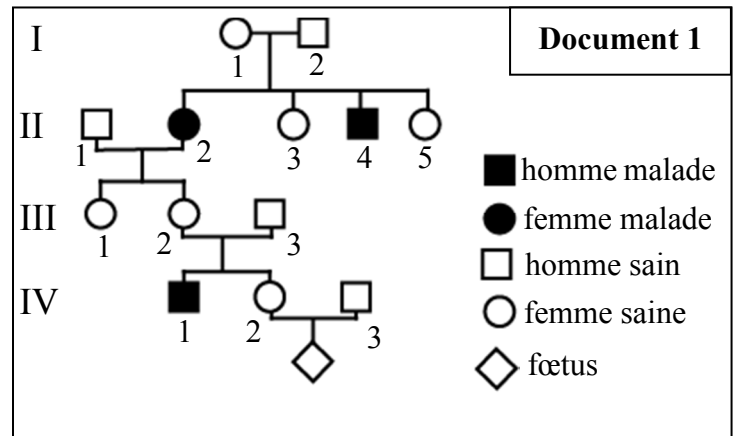 Document 1
I
1 2
II
1 2 3 4 5
homme malade
femme malade
III
1 2 3
homme sain
IV
femme saine
1 2 3
fœtus